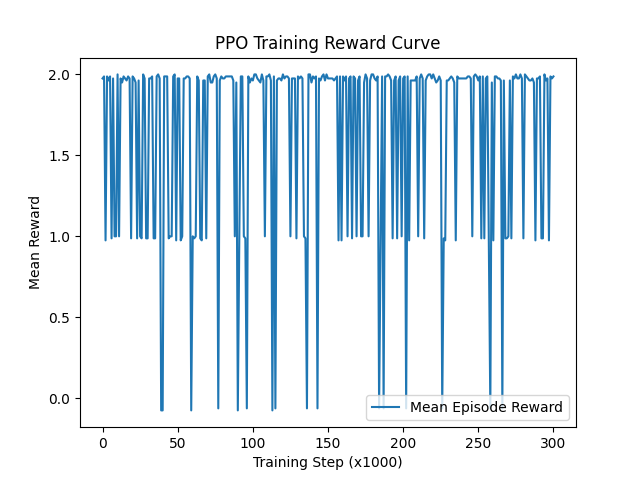 PPO Training Reward Curve
Mean Reward
2.0
1.5
1.0
0.5
0.0
Mean Episode Reward
0 50 100 150 200 250 300
Training Step (x1000)